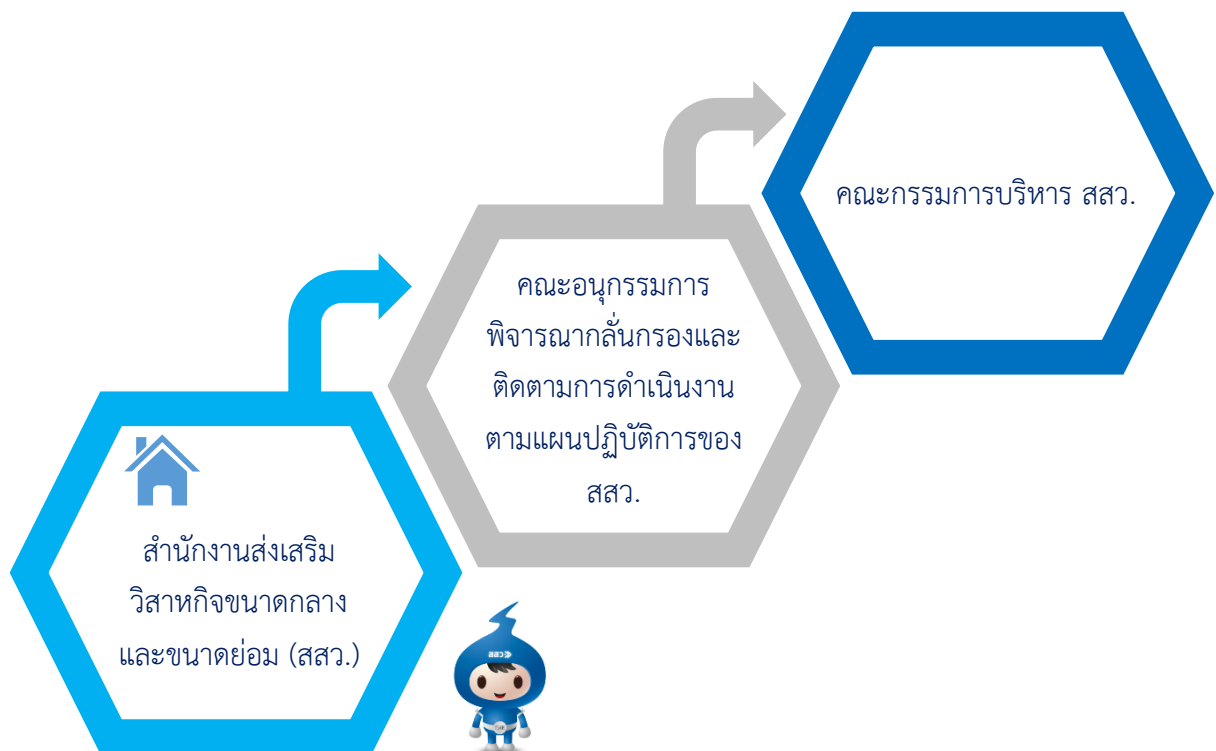 คณะกรรมการบริหาร สสว.
คณะอนุกรรมการ
พิจารณากลั่นกรองและ
ติดตามการดำเนินงาน
ตามแผนปฏิบัติการของ
สสว.
สำนักงานส่งเสริม
วิสาหกิจขนาดกลาง
และขนาดย่อม (สสว.)
สสว